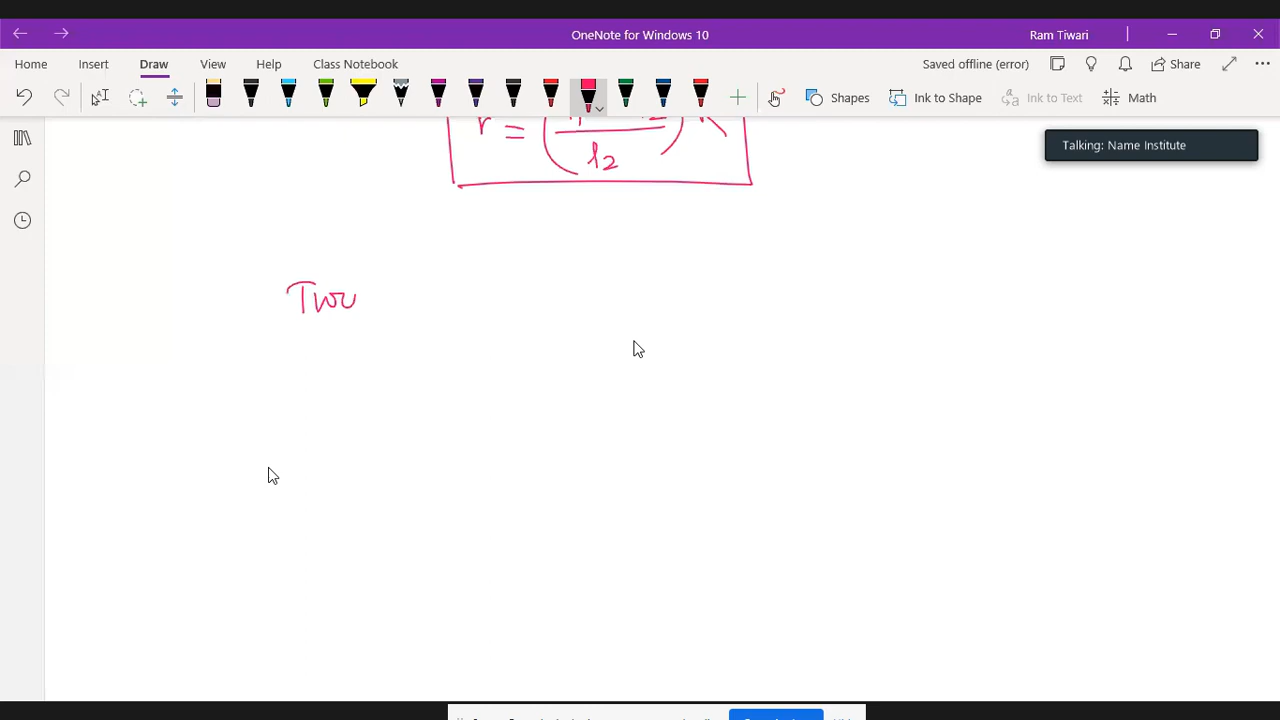 OneNote for Windows 10
Ram Tiwari
Home Insert Draw View Help Class Notebook
Saved offline (error)
Share
Shapes Ink to Shape Ink to Text Math
Talking: Name Institute
r =
l2
Two